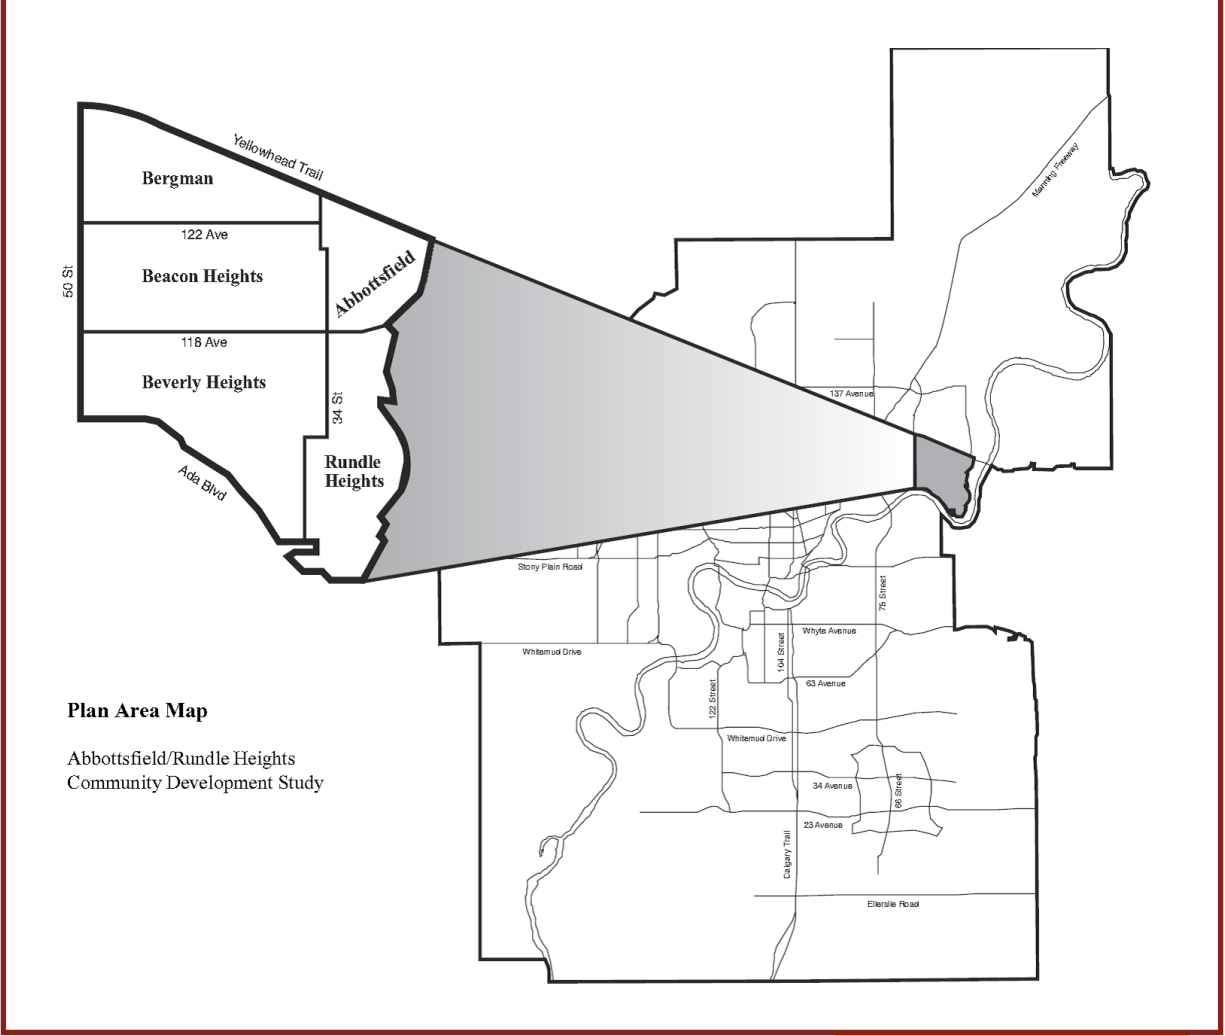 Manning Freeway
Yellowhead Trail
Bergman
122 Ave
50 St
Beacon Heights
Abbottsfield
118 Ave
Beverly Heights
34 St
137 Avenue
Ada Blvd
Rundle
Heights
Stony Plain Road
75 Street
Whyte Avenue
104 Street
Whitemud Drive
63 Avenue
122 Street
Plan Area Map
Whitemud Drive
Abbottsfield/Rundle Heights
Community Development Study
34 Avenue
66 Street
23 Avenue
Calgary Trail
Ellerslie Road